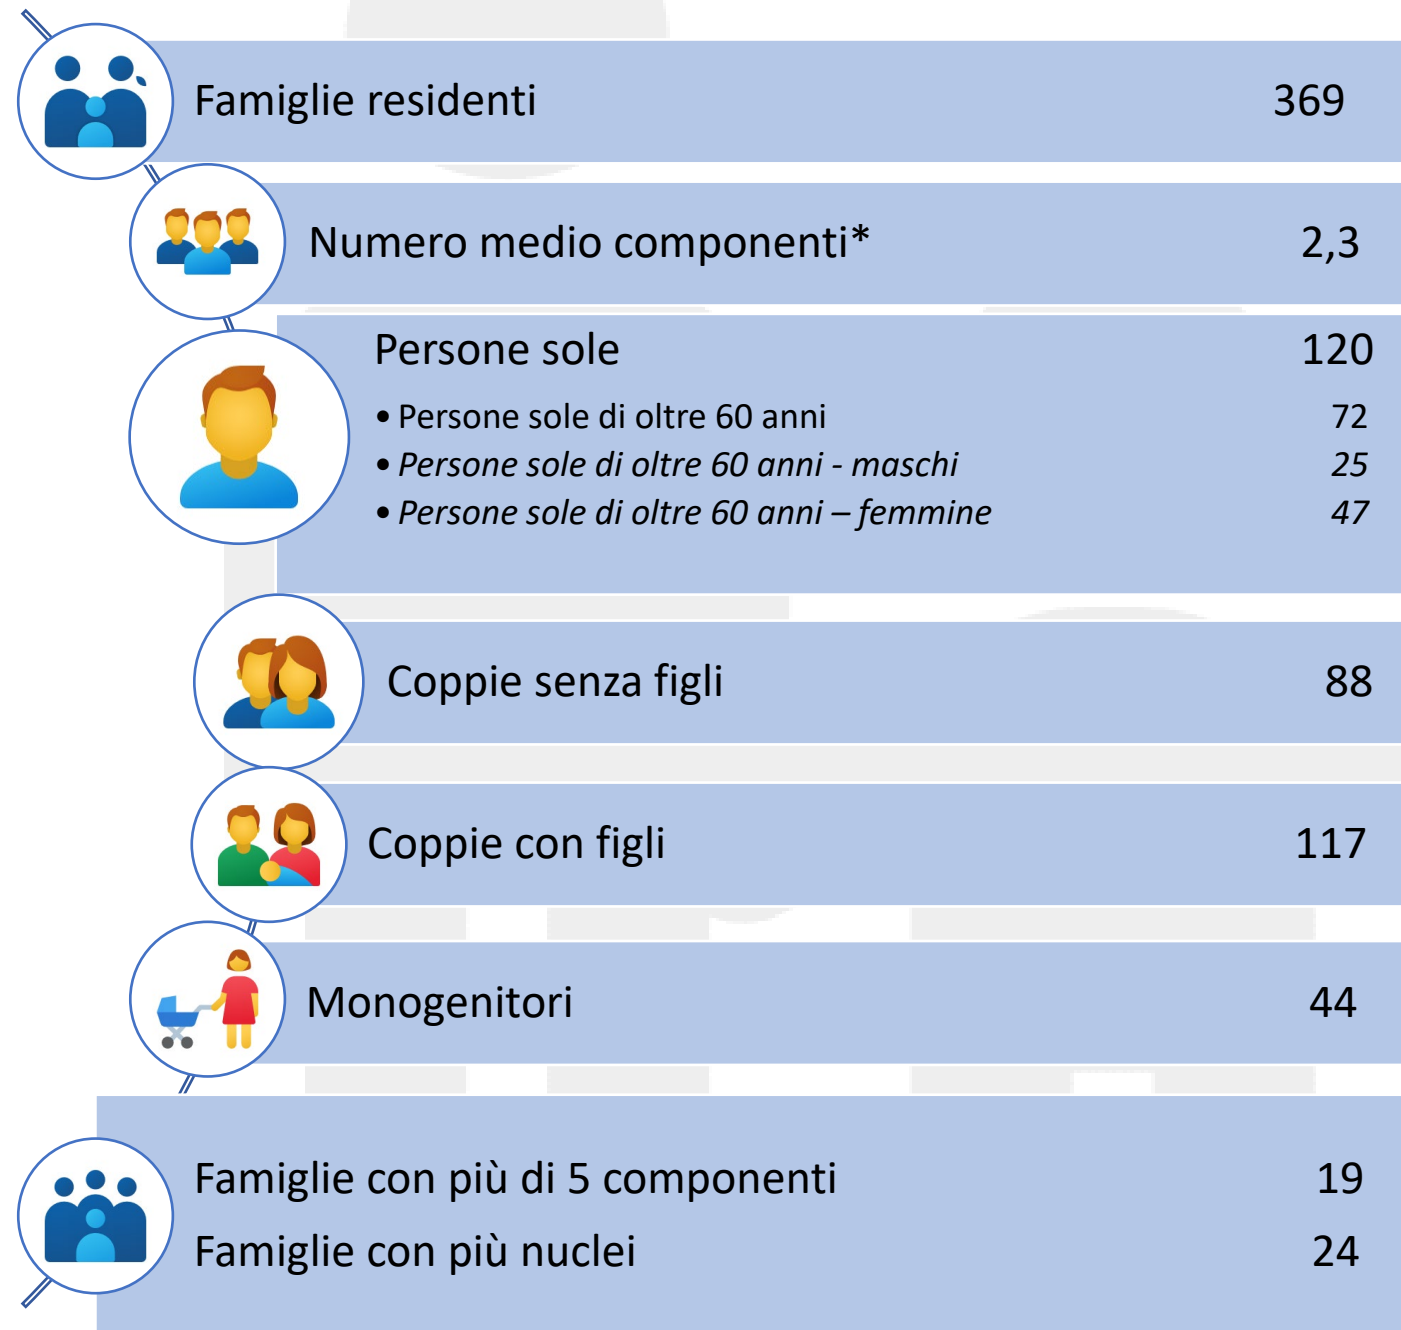 Famiglie residenti 369
Numero medio componenti* 2,3
Persone sole 120
• Persone sole di oltre 60 anni 72
• Persone sole di oltre 60 anni - maschi 25
• Persone sole di oltre 60 anni – femmine 47
Coppie senza figli 88
Coppie con figli 117
Monogenitori 44
Famiglie con più di 5 componenti 19
Famiglie con più nuclei 24